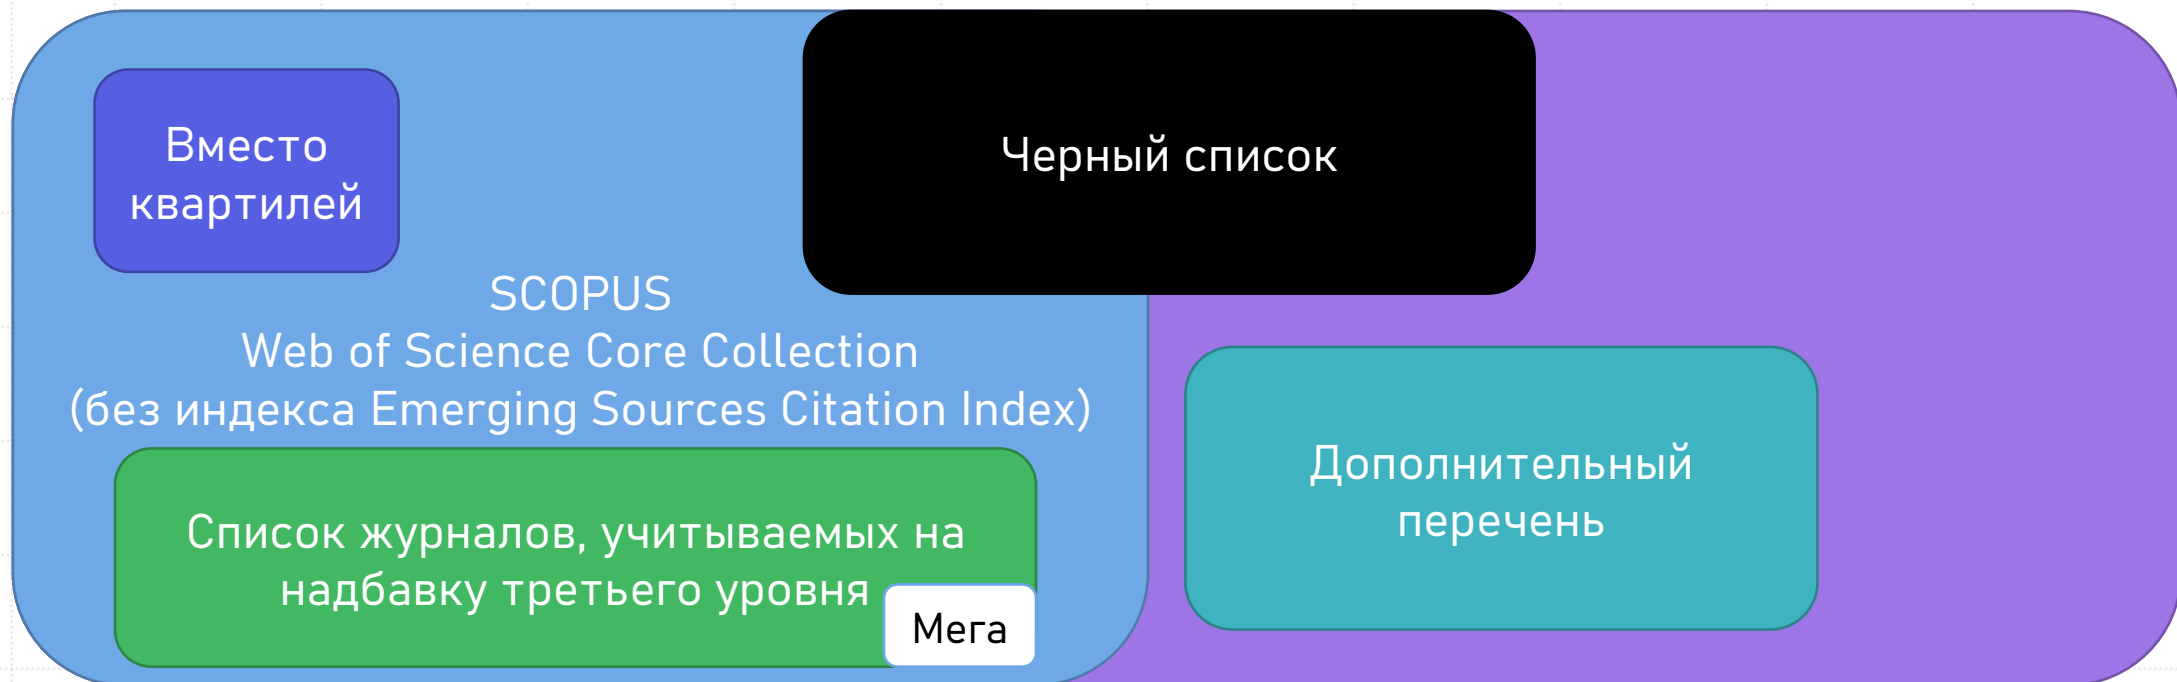 Вместо
квартилей
Черный список
SCOPUS
Web of Science Core Collection
(без индекса Emerging Sources Citation Index)
Список журналов, учитываемых на
надбавку третьего уровня
Мега
Дополнительный
перечень